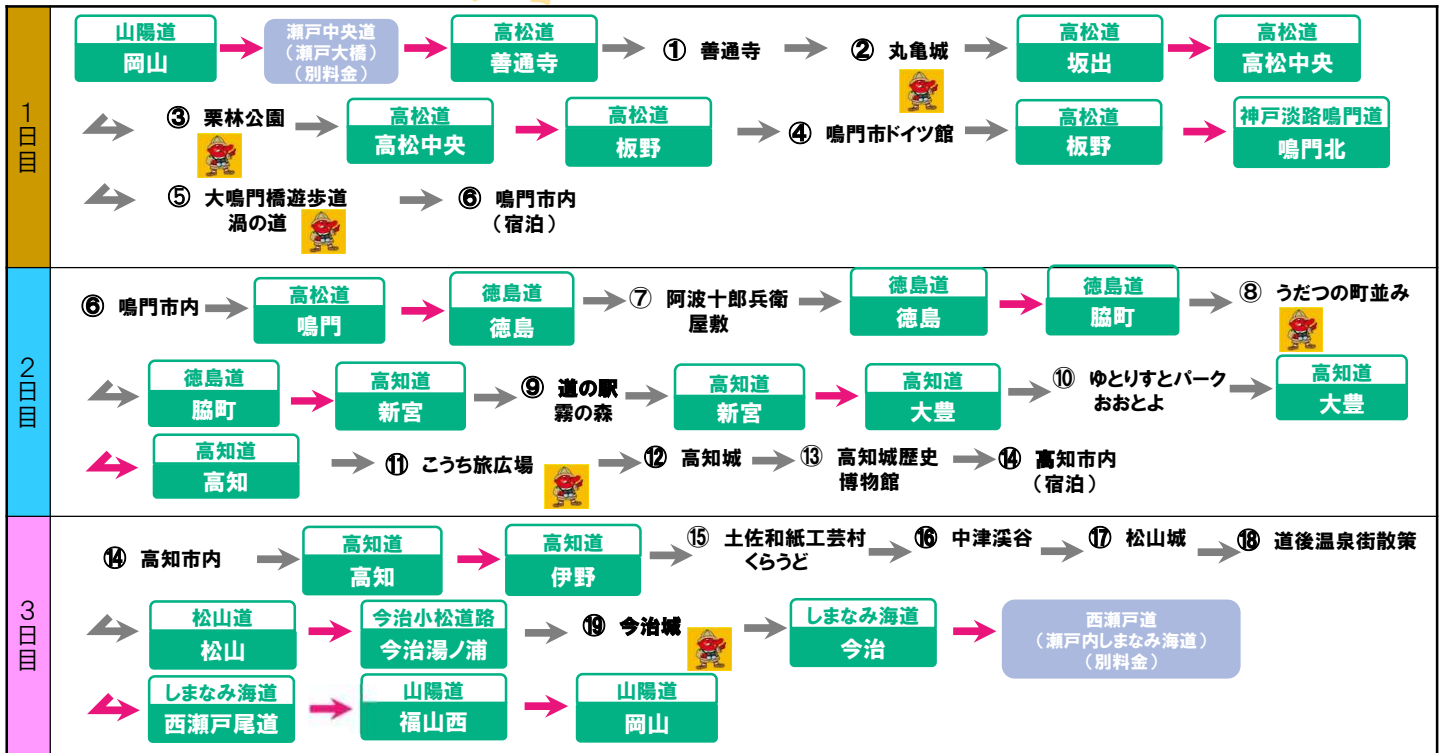 1日目
山陽道
岡山
瀬戸中央道
(瀬戸大橋)
(別料金)
高松道
善通寺
① 善通寺
② 丸亀城
高松道
坂出
高松道
高松中央
③ 栗林公園
高松道
高松中央
高松道
板野
④ 鳴門市ドイツ館
高松道
板野
神戸淡路鳴門道
鳴門北
⑤ 大鳴門橋遊歩道
渦の道
⑥ 鳴門市内
(宿泊)
2日目
⑥ 鳴門市内
高松道
鳴門
徳島道
徳島
⑦ 阿波十郎兵衛
屋敷
徳島道
徳島
徳島道
脇町
⑧ うだつの町並み
徳島道
脇町
高知道
新宮
⑨ 道の駅
霧の森
高知道
新宮
高知道
大豊
⑩ ゆとりすとパーク
おおとよ
高知道
大豊
高知道
高知
⑪ こうち旅広場
⑫ 高知城
⑬ 高知城歴史
博物館
⑭ 高知市内
(宿泊)
3日目
⑭ 高知市内
高知道
高知
高知道
伊野
⑮ 土佐和紙工芸村
くらうど
⑯ 中津渓谷
⑰ 松山城
⑱ 道後温泉街散策
松山道
松山
今治小松道路
今治湯ノ浦
⑲ 今治城
しまなみ海道
今治
西瀬戸道
(瀬戸内しまなみ海道)
(別料金)
しまなみ海道
西瀬戸尾道
山陽道
福山西
山陽道
岡山